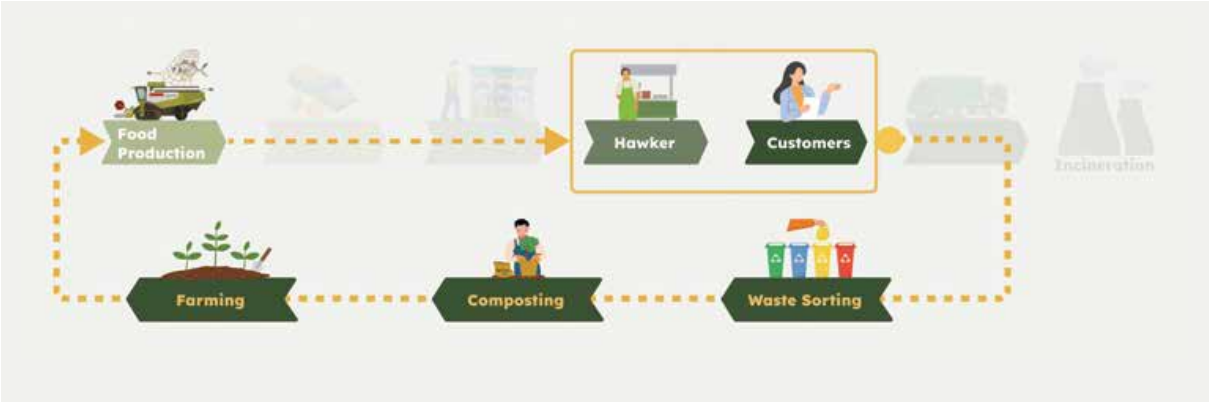 Food
Production
Hawker
Customers
Incineration
Farming
Composting
Waste Sorting